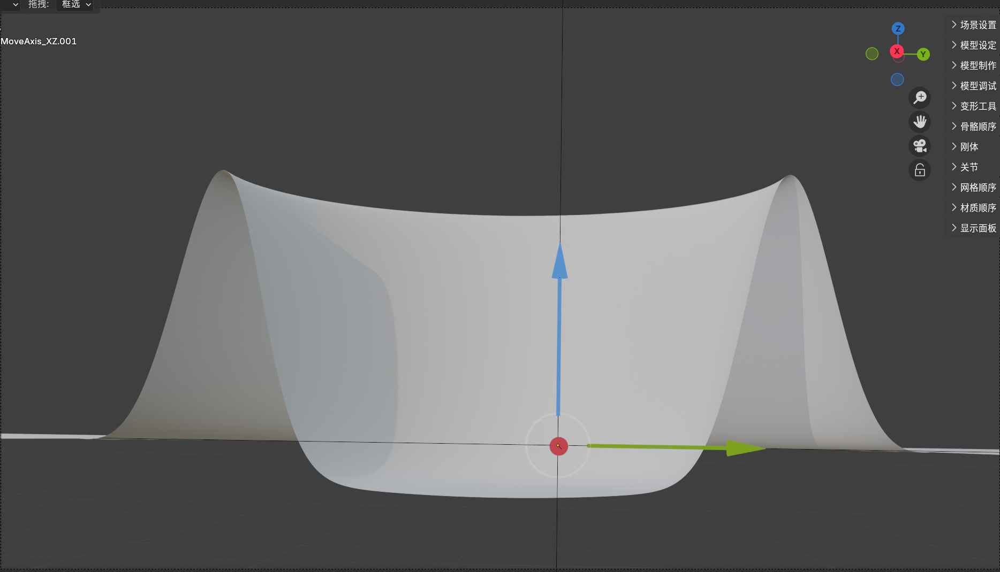 拖拽: 框选
MoveAxis_XZ.001
Z
X
Y
场景设置
模型设定
模型制作
模型调试
变形工具
骨骼顺序
刚体
关节
网格顺序
材质顺序
显示面板